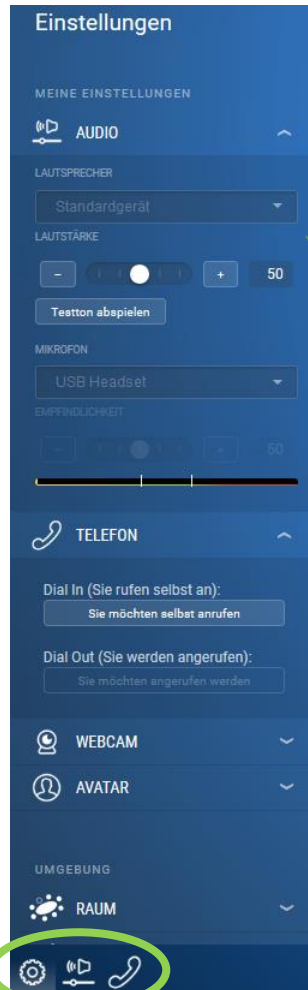 Einstellungen
MEINE EINSTELLUNGEN
AUDIO
LAUTSPRECHER
Standardgerät
LAUTSTÄRKE
- + 50
Testton abspielen
MIKROFON
USB Headset
EMPFINDLICHKEIT
- + 50
TELEFON
Dial In (Sie rufen selbst an):
Sie möchten selbst anrufen
Dial Out (Sie werden angerufen):
Sie möchten angerufen werden
WEBCAM
AVATAR
UMGEBUNG
RAUM